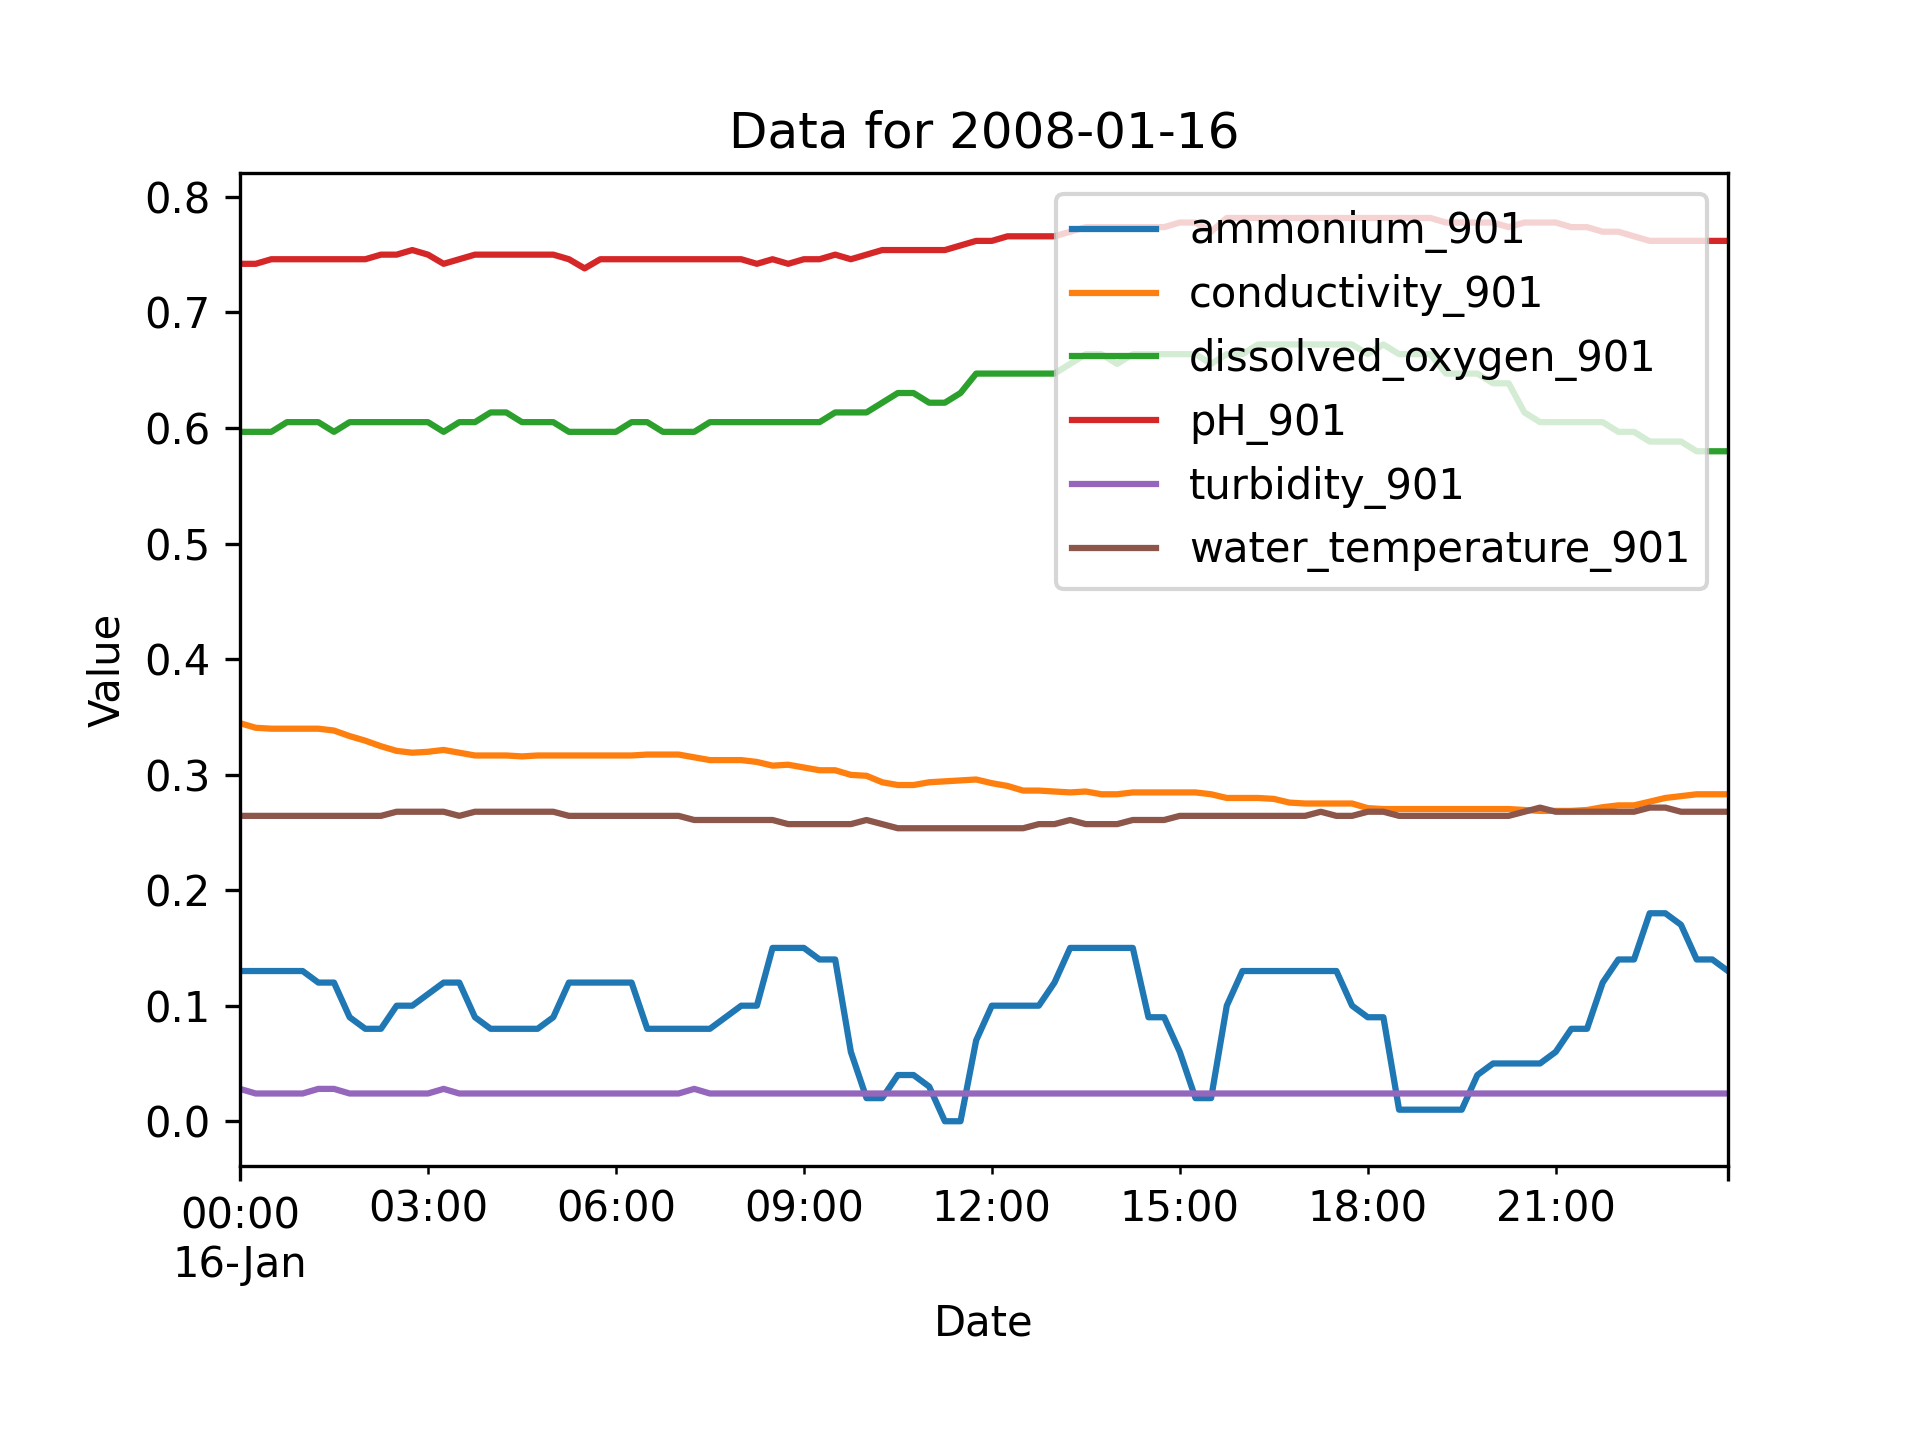 Data for 2008-01-16
0.8
0.7
0.6
0.5
0.4
0.3
0.2
0.1
0.0
Value
ammonium_901
conductivity_901
dissolved_oxygen_901
pH_901
turbidity_901
water_temperature_901
00:00 03:00 06:00 09:00 12:00 15:00 18:00 21:00
16-Jan
Date